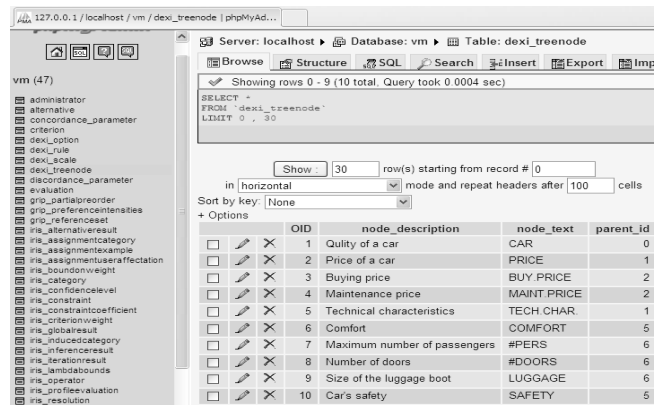 127.0.0.1 / localhost / vm / dexi_treenode | phpMyAd...
vm (47)
administrator
alternative
concordance_parameter
criterion
dexi_option
dexi_rule
dexi_scale
dexi_treenode
discordance_parameter
evaluation
grip_partialpreorder
grip_preferenceintensities
grip_referenceset
iris_alternativeresult
iris_assignmentcategory
iris_assignmentexample
iris_assignmentuseraffectation
iris_boundonweight
iris_category
iris_confidencelevel
iris_constraint
iris_constraintcoefficient
iris_criterionweight
iris_globalresult
iris_inducedcategory
iris_inferenceresult
iris_iterationresult
iris_lambdabounds
iris_operator
iris_profileevaluation
iris_resolution
Server: localhost Database: vm Table: dexi_treenode
Browse Structure SQL Search Insert Export Imp
Showing rows 0 - 9 (10 total, Query took 0.0004 sec)
SELECT *
FROM `dexi_treenode`
LIMIT 0 , 30
Show : 30 row(s) starting from record # 0
in horizontal mode and repeat headers after 100 cells
Sort by key: None
+ Options
OID node_description node_text parent_id
1 Qulity of a car CAR 0
2 Price of a car PRICE 1
3 Buying price BUY.PRICE 2
4 Maintenance price MAINT.PRICE 2
5 Technical characteristics TECH.CHAR. 1
6 Comfort COMFORT 5
7 Maximum number of passengers #PERS 6
8 Number of doors #DOORS 6
9 Size of the luggage boot LUGGAGE 6
10 Car's safety SAFETY 5